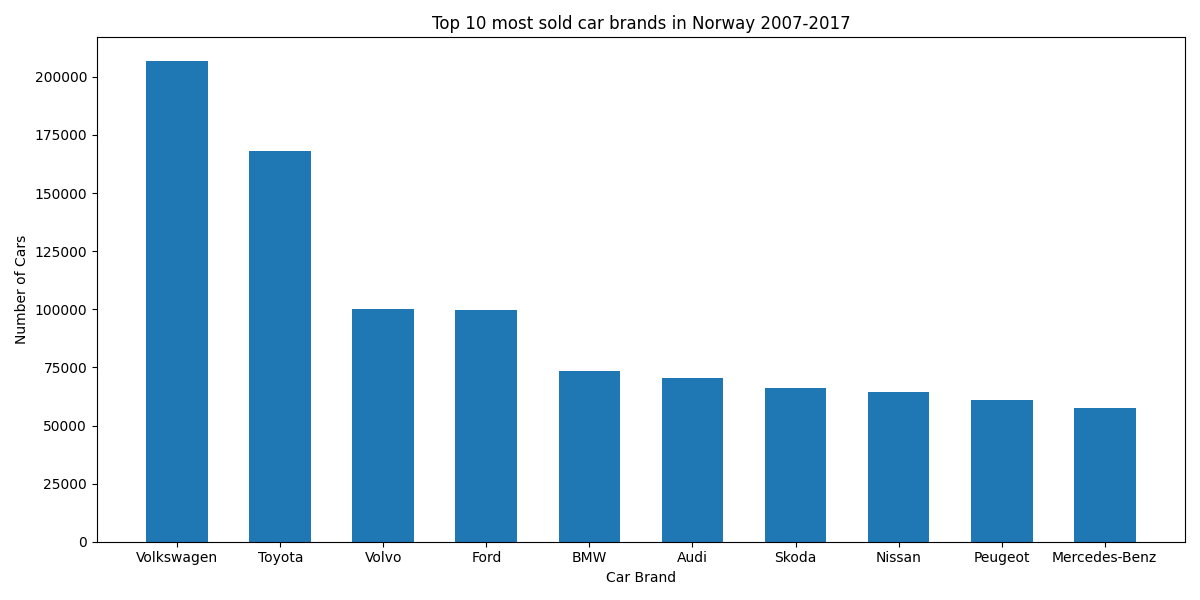 Top 10 most sold car brands in Norway 2007-2017
Number of Cars
200000
175000
150000
125000
100000
75000
50000
25000
0
Volkswagen Toyota Volvo Ford BMW Audi Skoda Nissan Peugeot Mercedes-Benz
Car Brand